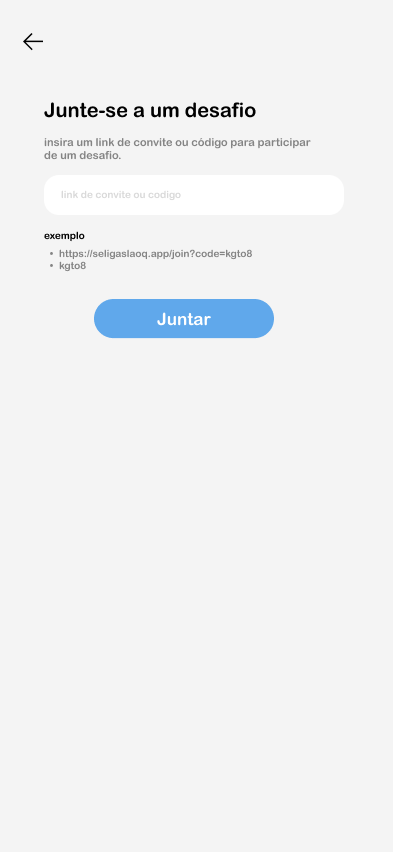 Junte-se a um desafio
insira um link de convite ou código para participar
de um desafio.
link de convite ou codigo
exemplo
• https://seligaslaoq.app/join?code=kgto8
• kgto8
Juntar